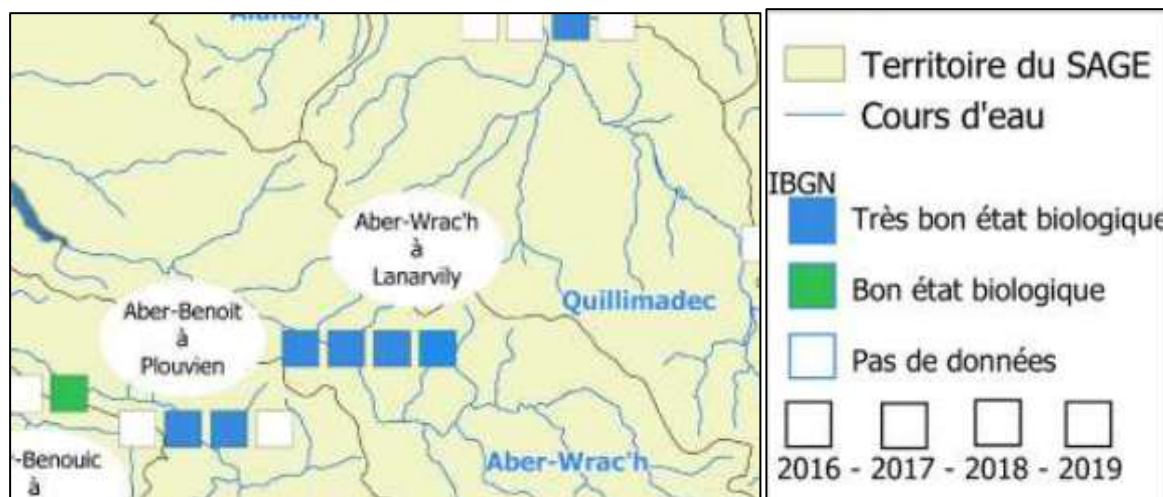 Aber-Wrac'h
à
Lanarvily
Quillimadec
Aber-Benoit
à
Plouvien
Aber-Wrac'h
-Benouic
à
Territoire du SAGE
Cours d'eau
IBGN
Très bon état biologique
Bon état biologique
Pas de données
2016 - 2017 - 2018 - 2019